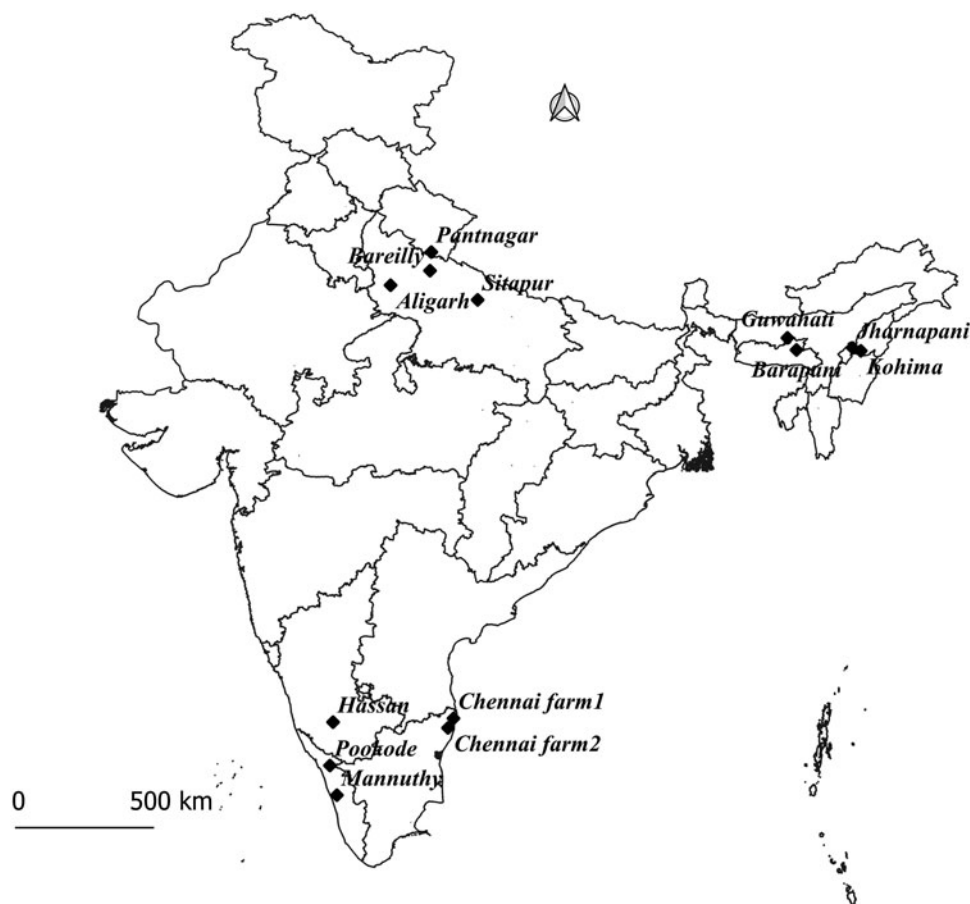 Pantnagar
Bareilly
Sitapur
Aligarh
Guwahati
Jharnapani
Barapani
Kohima
Hassan
Chennai farm1
Pookode
Chennai farm2
Mannuthy
0 500 km